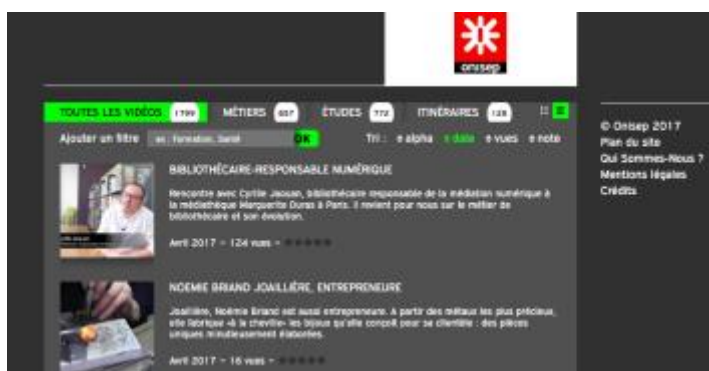 onisep
TOUTES LES VIDÉOS 1799 MÉTIERS 897 ÉTUDES 772 ITINÉRAIRES 128
Ajouter un filtre ex : formation, Santé OK Tri : alpha date vues note
BIBLIOTHÉCAIRE-RESPONSABLE NUMÉRIQUE
Rencontre avec Cyrille Jaouan, bibliothécaire responsable de la médiation numérique à
la médiathèque Marguerite Duras à Paris. Il revient pour nous sur le métier de
bibliothécaire et son évolution.
Avril 2017 - 124 vues -
NOÉMIE BRIAND JOAILLIÈRE, ENTREPRENEURE
Joaillière, Noémie Briand est aussi entrepreneure. A partir des métaux les plus précieux,
elle fabrique «à la cheville» les bijoux qu'elle conçoit pour sa clientèle : des pièces
uniques minutieusement élaborées.
Avril 2017 - 16 vues -
© Onisep 2017
Plan du site
Qui Sommes-Nous ?
Mentions légales
Crédits